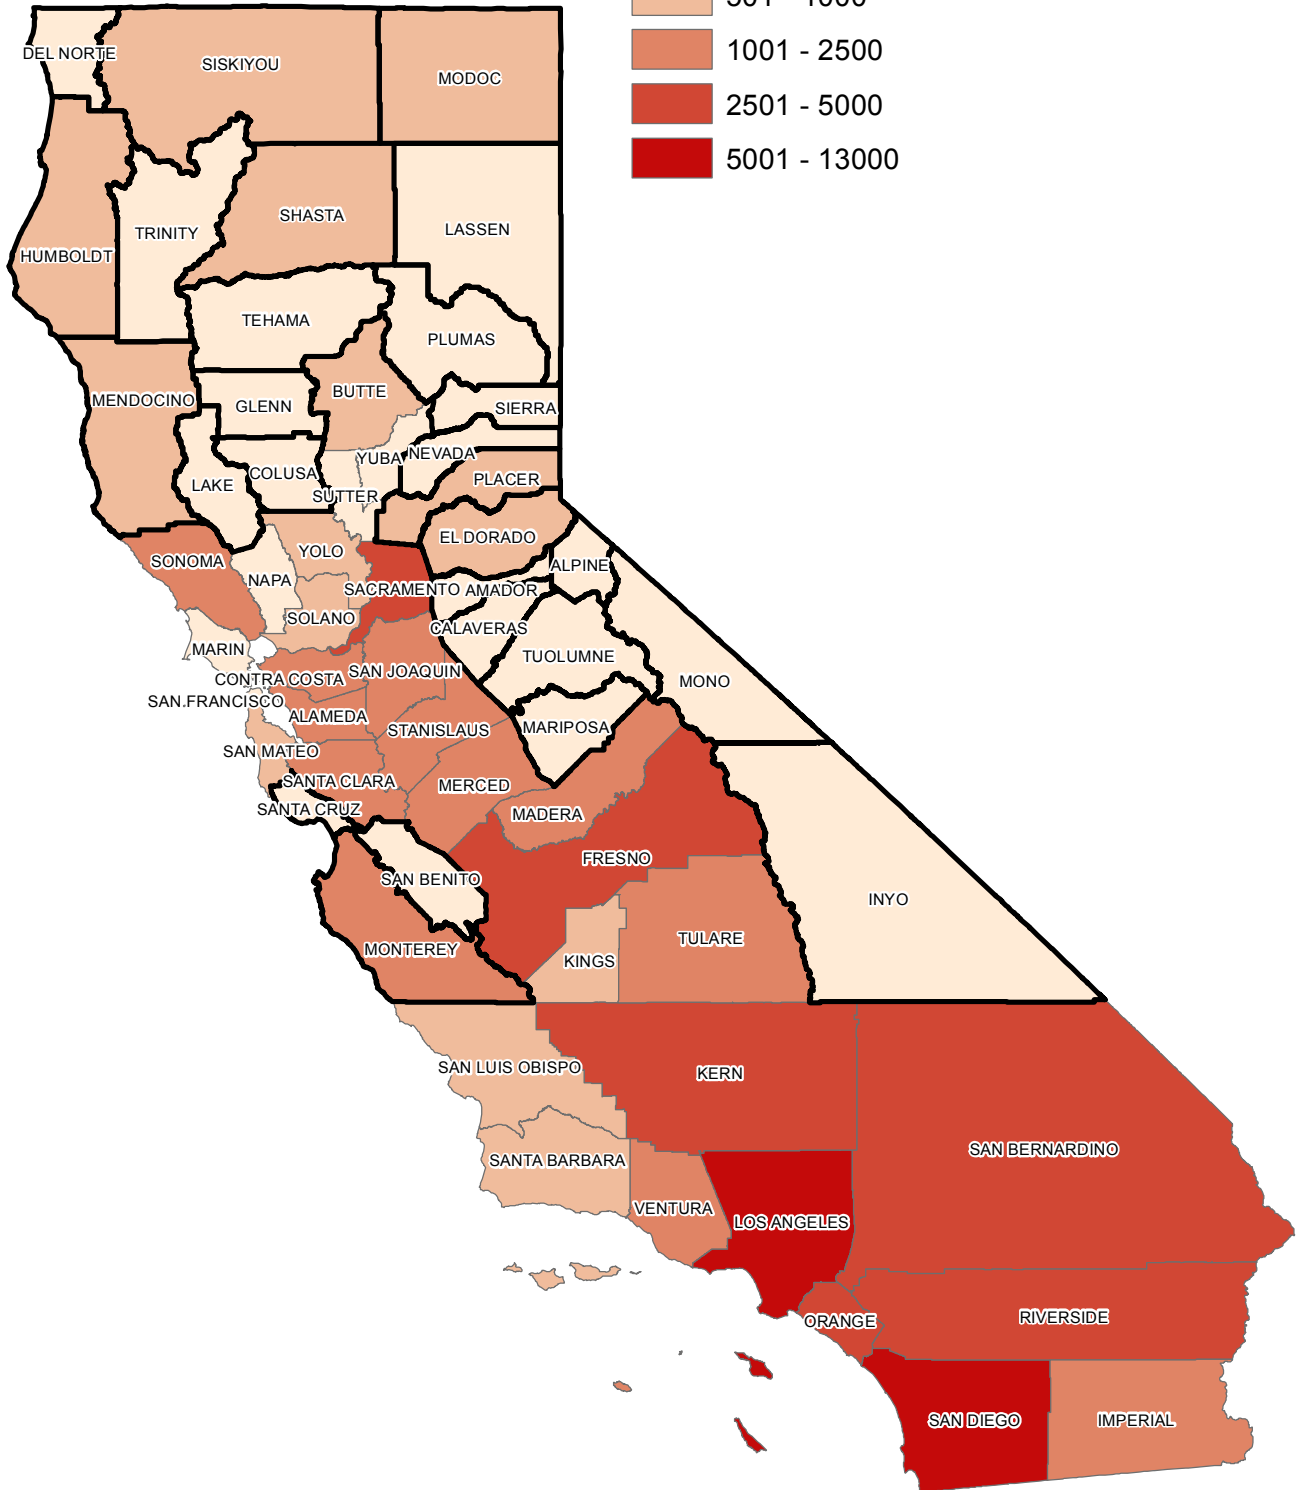 1001 - 2500
2501 - 5000
5001 - 13000
DEL NORTE
SISKIYOU
MODOC
HUMBOLDT
TRINITY
SHASTA
LASSEN
TEHAMA
PLUMAS
MENDOCINO
GLENN
BUTTE
SIERRA
LAKE
COLUSA
YUBA
NEVADA
SUTTER
PLACER
SONOMA
NAPA
YOLO
EL DORADO
ALPINE
SACRAMENTO
AMADOR
SOLANO
CALAVERAS
MARIN
TUOLUMNE
CONTRA COSTA
SAN JOAQUIN
MONO
SAN FRANCISCO
ALAMEDA
STANISLAUS
MARIPOSA
SAN MATEO
SANTA CLARA
MERCED
SANTA CRUZ
MADERA
FRESNO
SAN BENITO
INYO
MONTEREY
KINGS
TULARE
SAN LUIS OBISPO
KERN
SANTA BARBARA
SAN BERNARDINO
VENTURA
LOS ANGELES
ORANGE
RIVERSIDE
SAN DIEGO
IMPERIAL